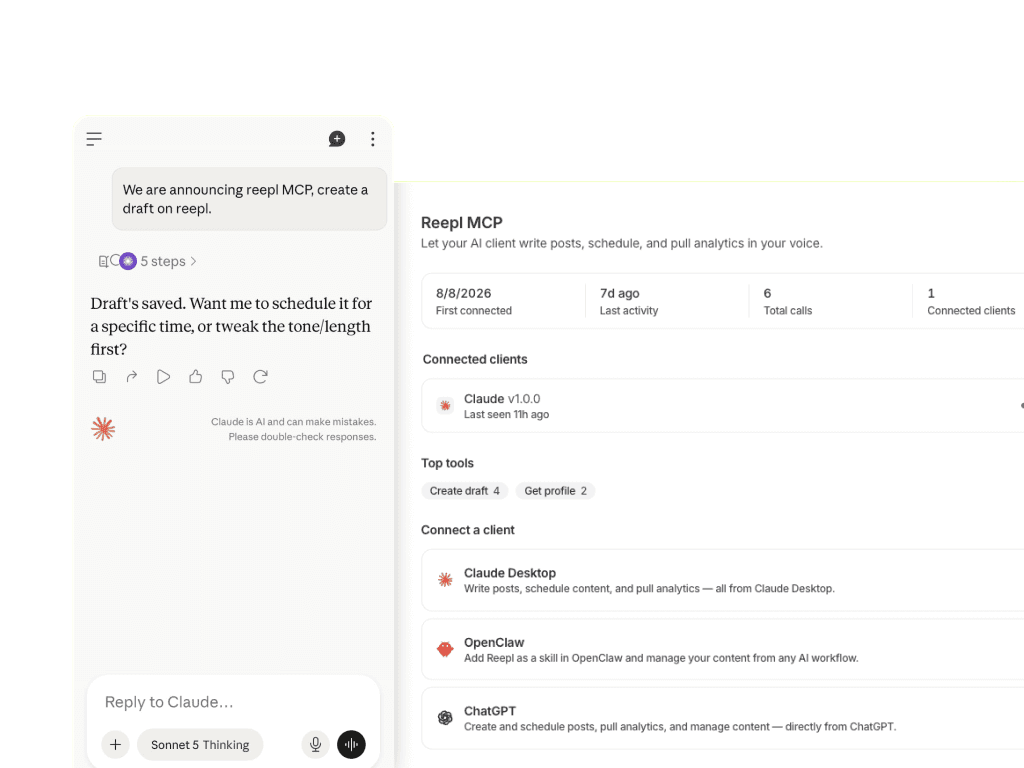 We are announcing reepl MCP, create a
draft on reepl.
5 steps
Draft's saved. Want me to schedule it for
a specific time, or tweak the tone/length
first?
Claude is AI and can make mistakes.
Please double-check responses.
Reply to Claude...
Sonnet 5 Thinking
Reepl MCP
Let your AI client write posts, schedule, and pull analytics in your voice.
8/8/2026
First connected
7d ago
Last activity
6
Total calls
1
Connected clients
Connected clients
Claude v1.0.0
Last seen 11h ago
Top tools
Create draft 4
Get profile 2
Connect a client
Claude Desktop
Write posts, schedule content, and pull analytics — all from Claude Desktop.
OpenClaw
Add Reepl as a skill in OpenClaw and manage your content from any AI workflow.
ChatGPT
Create and schedule posts, pull analytics, and manage content — directly from ChatGPT.